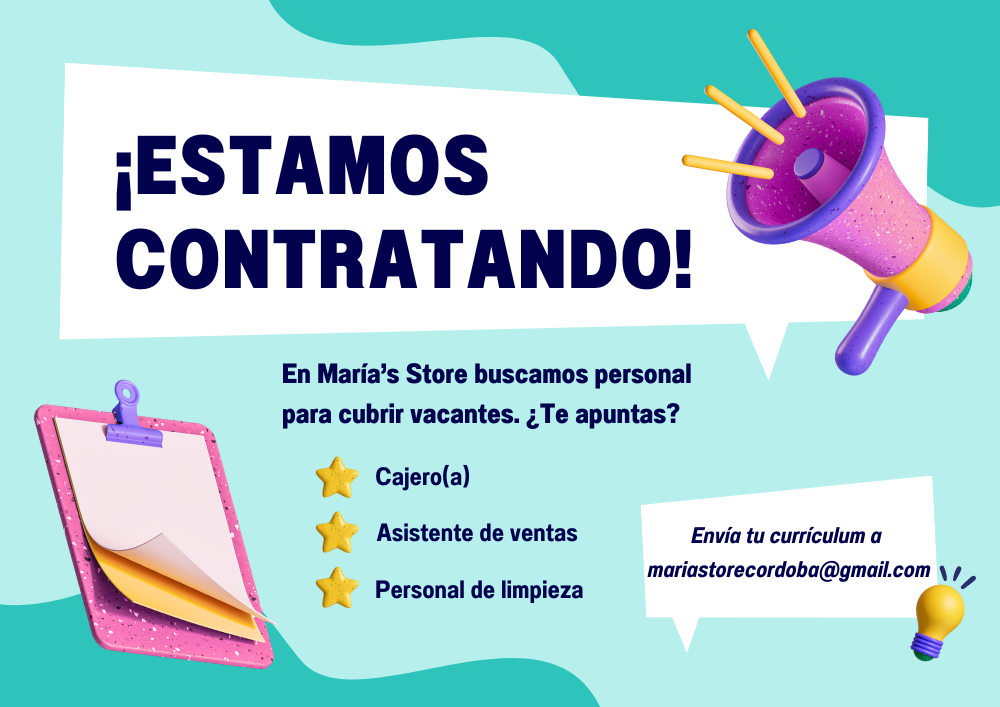 ¡ESTAMOS
CONTRATANDO!
En María’s Store buscamos personal
para cubrir vacantes. ¿Te apuntas?
Cajero(a)
Asistente de ventas
Personal de limpieza
Envía tu currículum a
mariastorecordoba@gmail.com